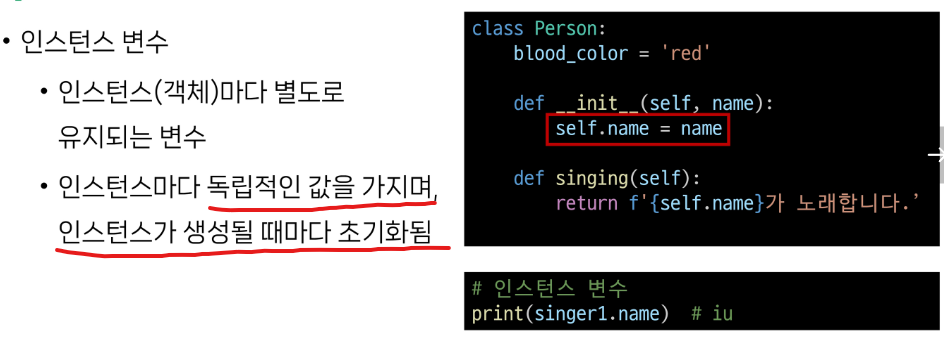 • 인스턴스 변수
• 인스턴스(객체)마다 별도로
유지되는 변수
• 인스턴스마다 독립적인 값을 가지며,
인스턴스가 생성될 때마다 초기화됨
class Person:
    blood_color = 'red'
    def __init__(self, name):
        self.name = name
    def singing(self):
        return f'{self.name}가 노래합니다.’
# 인스턴스 변수
print(singer1.name)  # iu